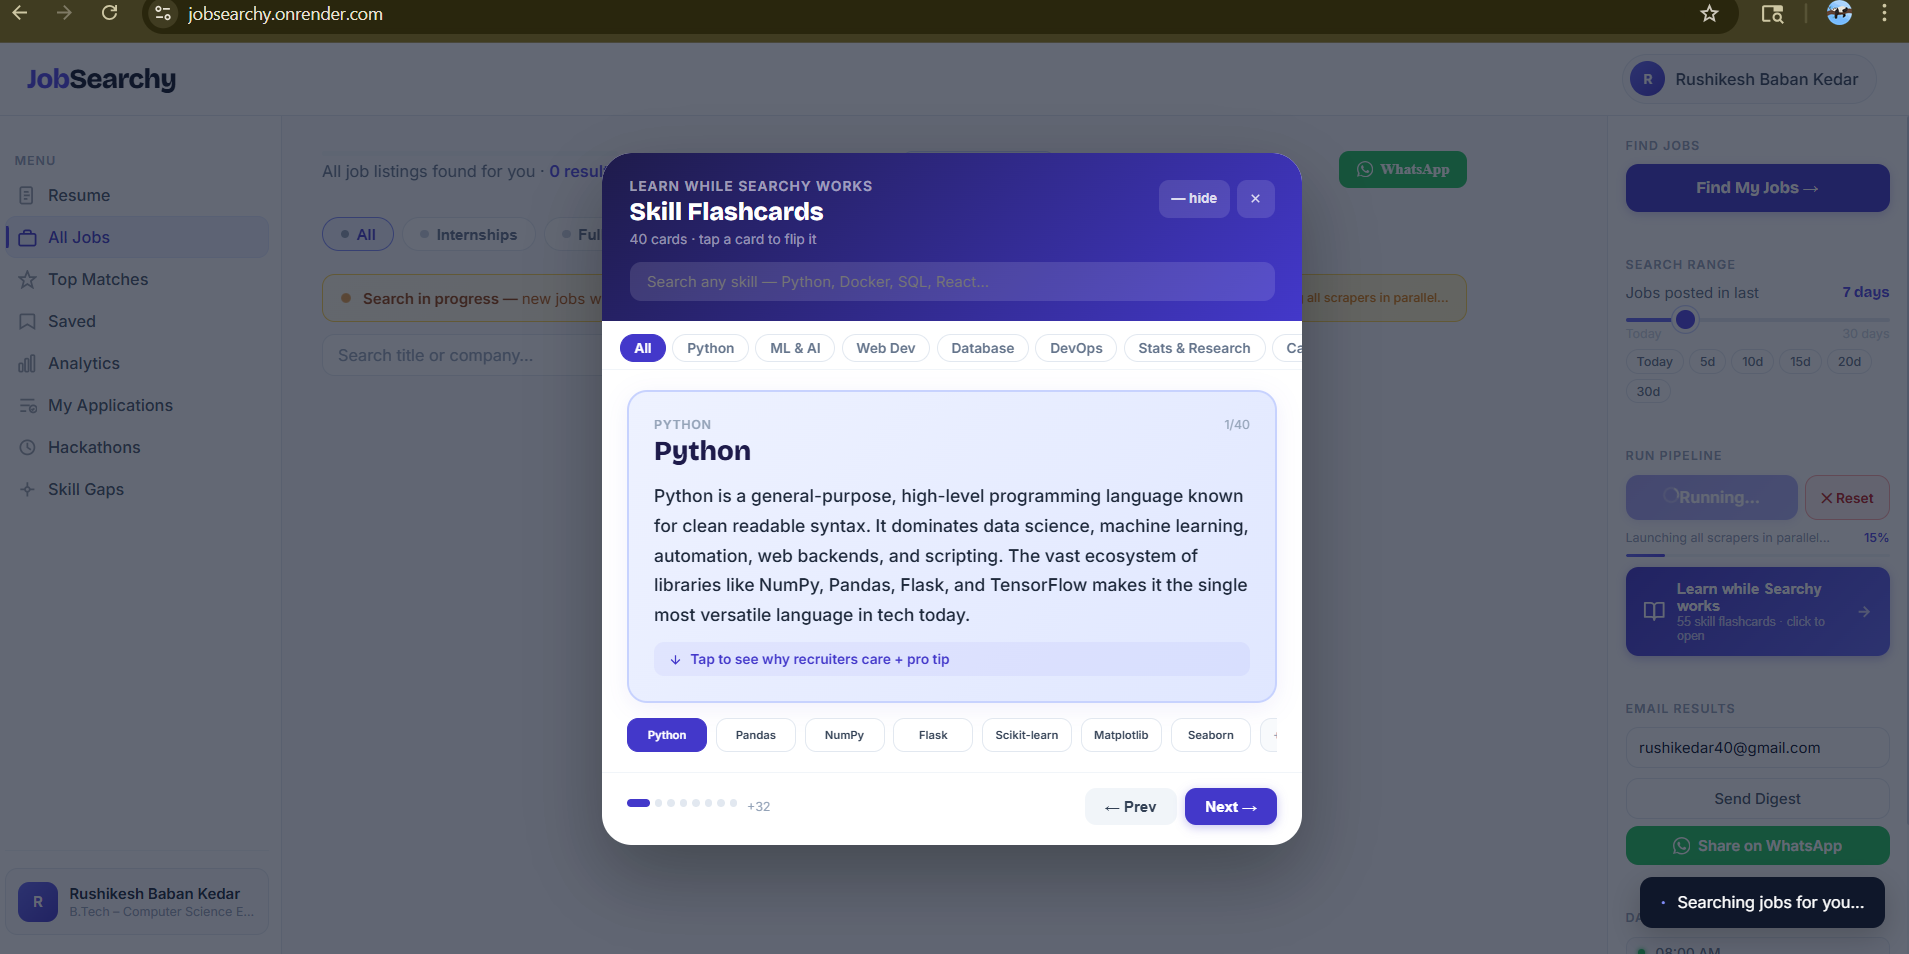 jobsearchy.onrender.com
JobSearchy
R
Rushikesh Baban Kedar
MENU
Resume
All Jobs
Top Matches
Saved
Analytics
My Applications
Hackathons
Skill Gaps
R
Rushikesh Baban Kedar
B.Tech – Computer Science E...
All job listings found for you · 0 resul
WhatsApp
All
Internships
Ful
Search in progress — new jobs w
all scrapers in parallel...
Search title or company...
LEARN WHILE SEARCHY WORKS
Skill Flashcards
40 cards · tap a card to flip it
— hide
×
Search any skill — Python, Docker, SQL, React...
All
Python
ML & AI
Web Dev
Database
DevOps
Stats & Research
Ca
PYTHON
1/40
Python
Python is a general-purpose, high-level programming language known
for clean readable syntax. It dominates data science, machine learning,
automation, web backends, and scripting. The vast ecosystem of
libraries like NumPy, Pandas, Flask, and TensorFlow makes it the single
most versatile language in tech today.
↓ Tap to see why recruiters care + pro tip
Python
Pandas
NumPy
Flask
Scikit-learn
Matplotlib
Seaborn
+32
← Prev
Next →
FIND JOBS
Find My Jobs →
SEARCH RANGE
Jobs posted in last
7 days
Today
30 days
Today
5d
10d
15d
20d
30d
RUN PIPELINE
Running...
× Reset
Launching all scrapers in parallel...
15%
Learn while Searchy
works
55 skill flashcards · click to
open
→
EMAIL RESULTS
rushikedar40@gmail.com
Send Digest
Share on WhatsApp
Searching jobs for you...
08:00 AM